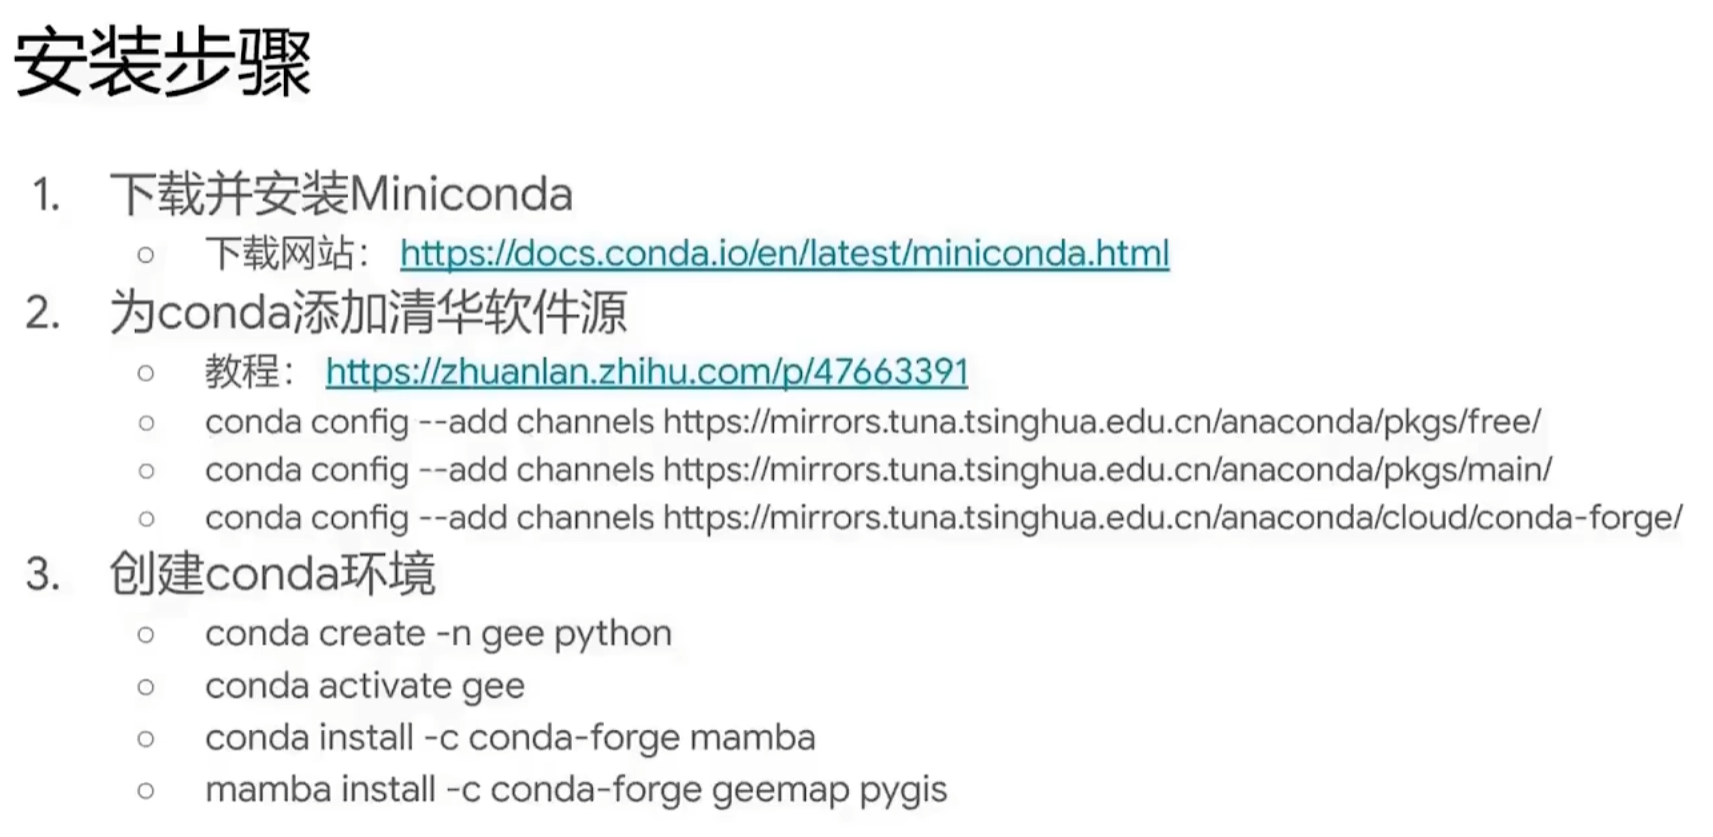 安装步骤
1. 下载并安装Miniconda
○ 下载网站： https://docs.conda.io/en/latest/miniconda.html
2. 为conda添加清华软件源
○ 教程： https://zhuanlan.zhihu.com/p/47663391
○ conda config --add channels https://mirrors.tuna.tsinghua.edu.cn/anaconda/pkgs/free/
○ conda config --add channels https://mirrors.tuna.tsinghua.edu.cn/anaconda/pkgs/main/
○ conda config --add channels https://mirrors.tuna.tsinghua.edu.cn/anaconda/cloud/conda-forge/
3. 创建conda环境
○ conda create -n gee python
○ conda activate gee
○ conda install -c conda-forge mamba
○ mamba install -c conda-forge geemap pygis